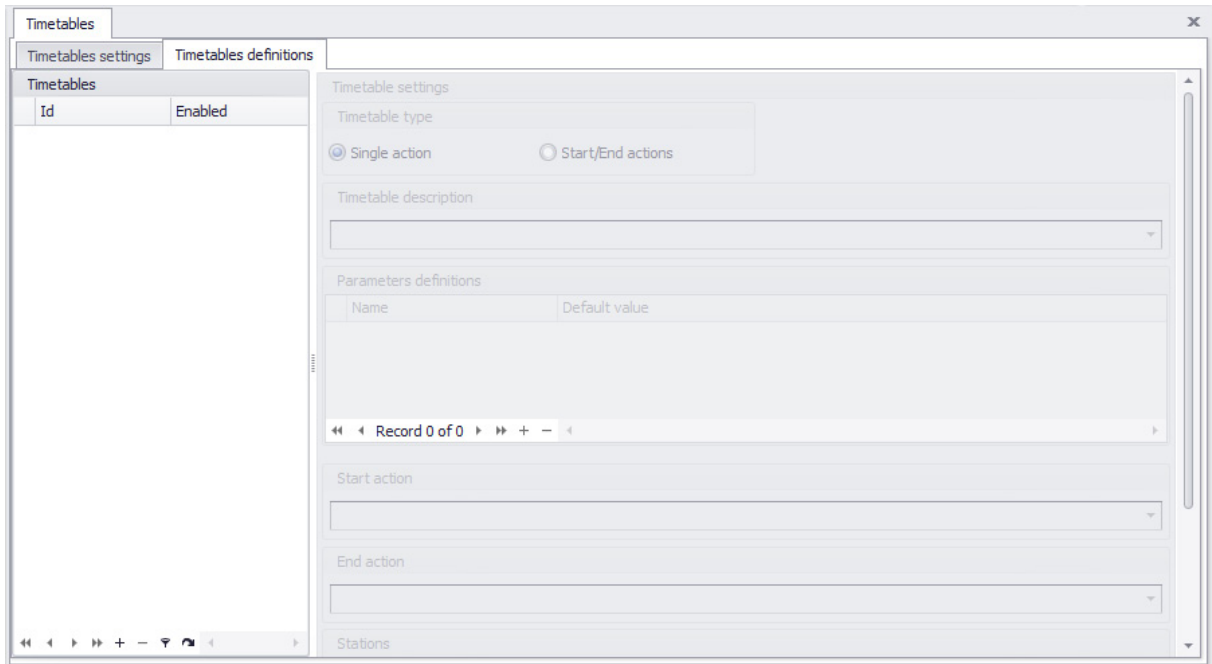 Timetables
Timetables settings Timetables definitions
Timetables
Id Enabled
Timetable settings
Timetable type
Single action Start/End actions
Timetable description
Parameters definitions
Name Default value
Record 0 of 0
Start action
End action
Stations